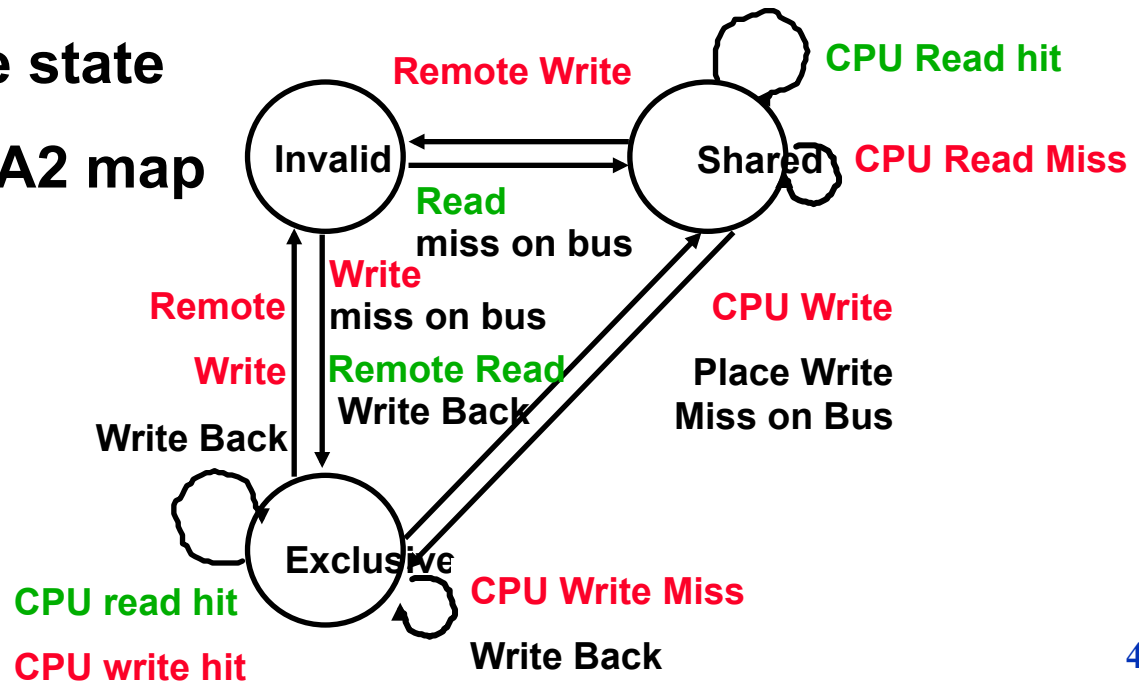 e state
A2 map
Remote Write
CPU Read hit
Invalid
Shared
CPU Read Miss
Read
miss on bus
Write
miss on bus
Remote
Write
Write Back
Remote Read
Write Back
CPU Write
Place Write
Miss on Bus
Exclusive
CPU read hit
CPU write hit
CPU Write Miss
Write Back
4